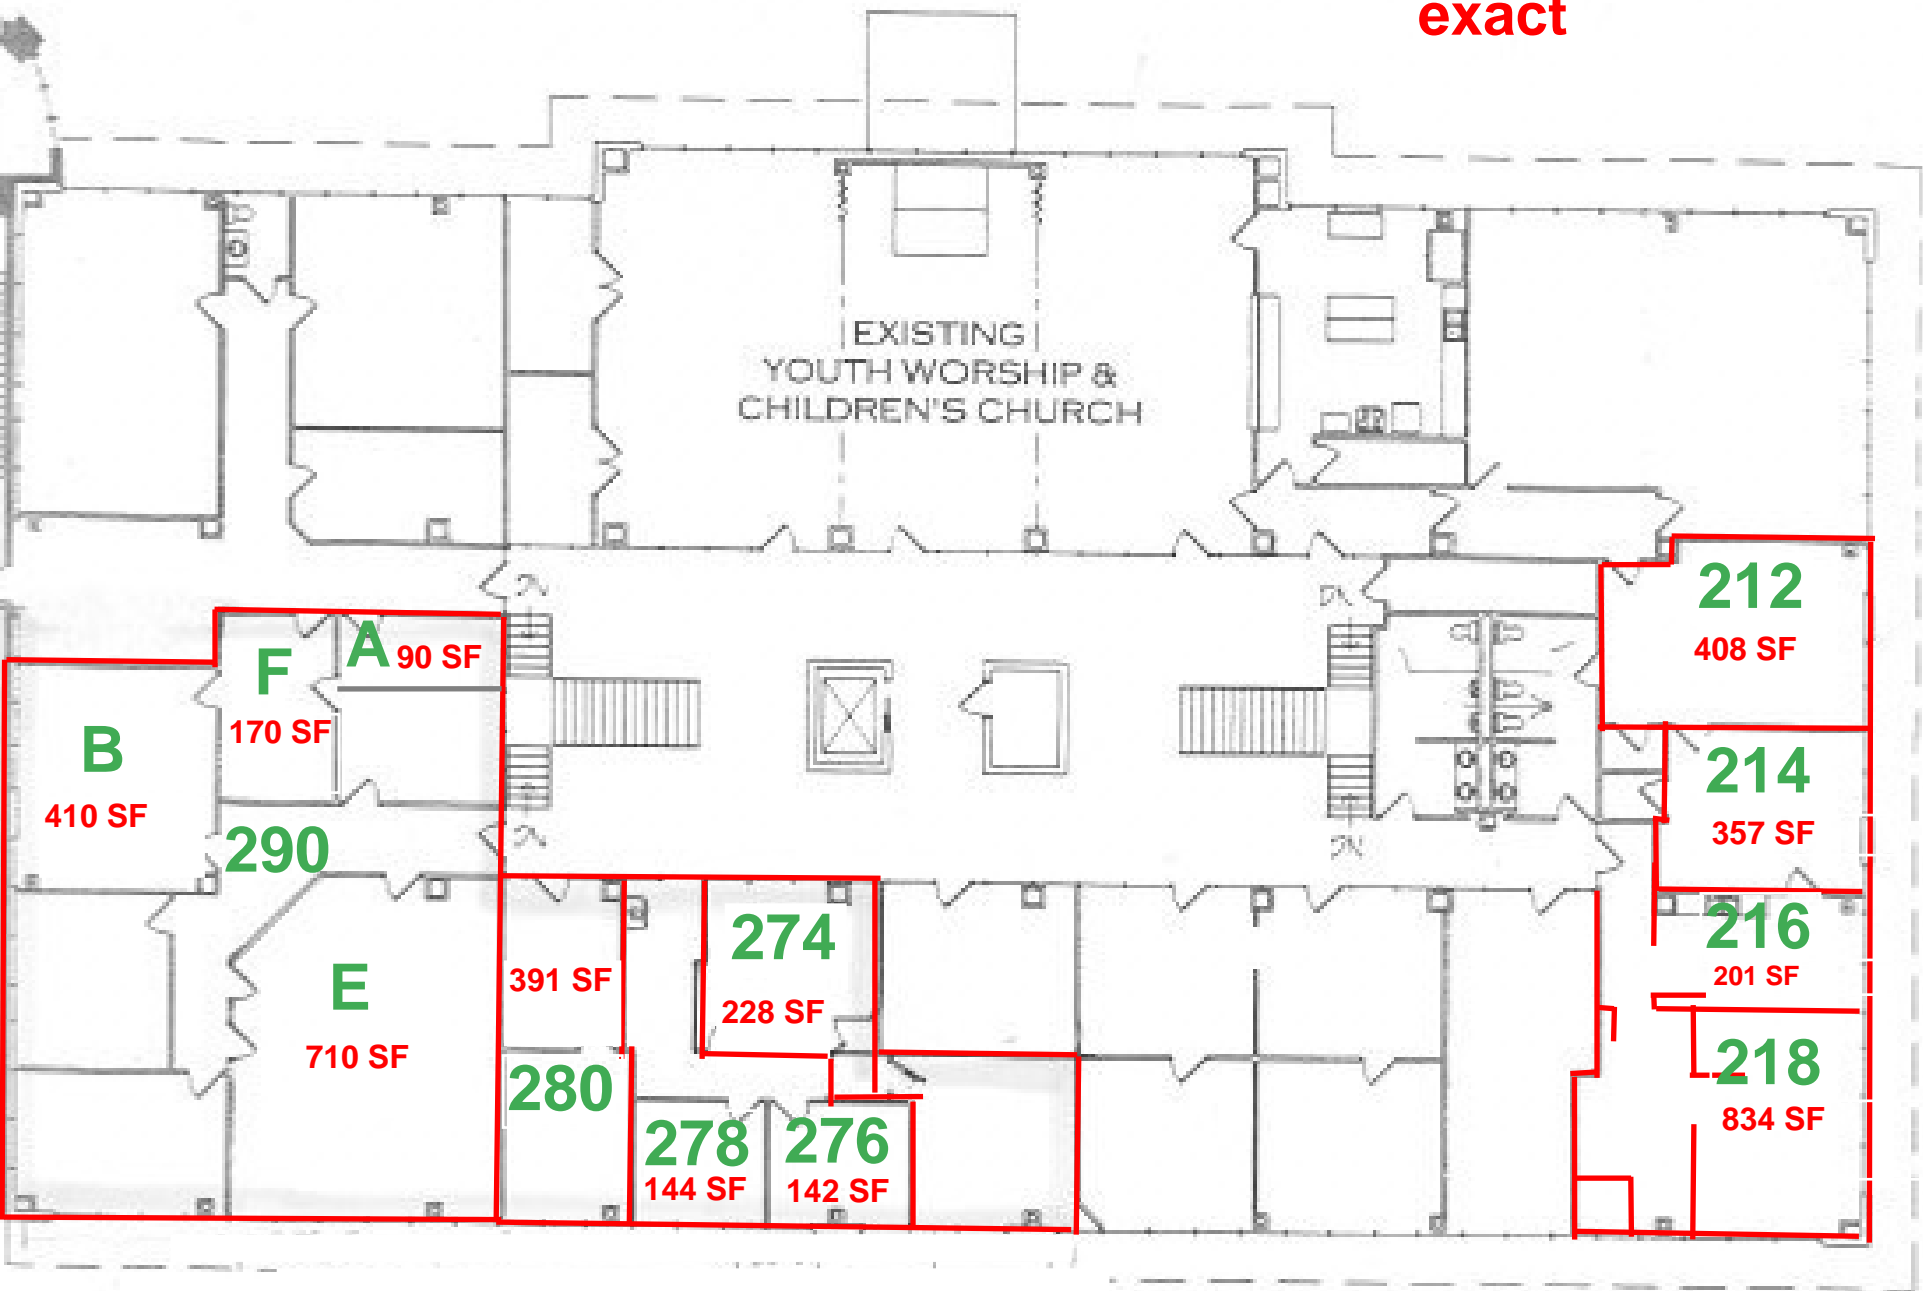 exact
EXISTING
YOUTH WORSHIP &
CHILDREN'S CHURCH
DN
DN
212
408 SF
A 90 SF
F
170 SF
B
410 SF
214
357 SF
290
DN
DN
216
201 SF
274
228 SF
391 SF
E
710 SF
280
218
834 SF
278
144 SF
276
142 SF